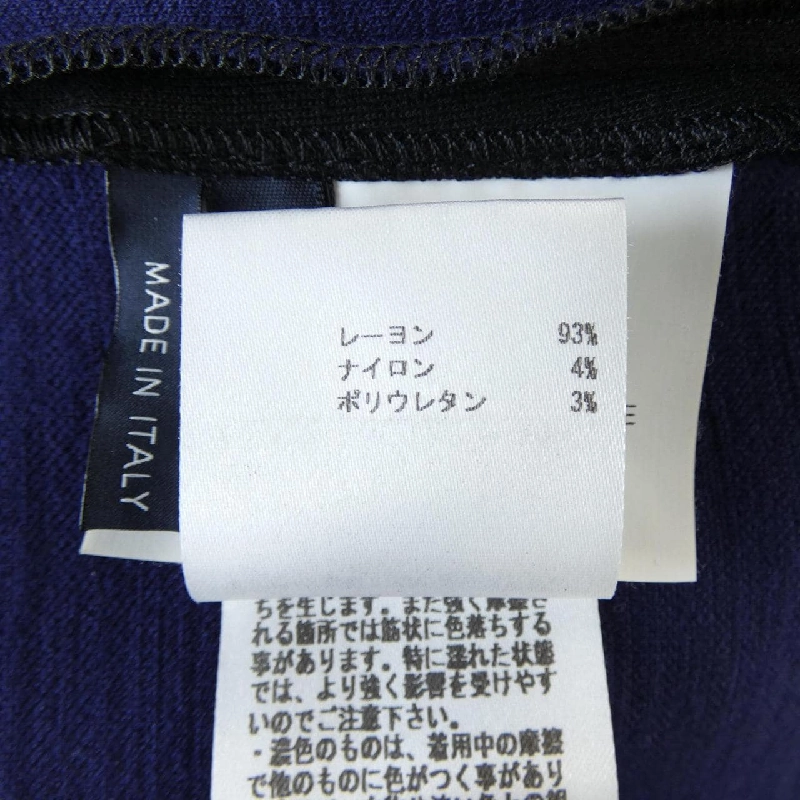 MADE IN ITALY
レーヨン 93%
ナイロン 4%
ポリウレタン 3%
E
ちを生じます。また強く摩擦さ
れる箇所では筋状に色落ちする
事があります。特に濡れた状態
では、より強く影響を受けやす
いのでご注意下さい。
・濃色のものは、着用中の摩擦
で他のものに色がつく事があり